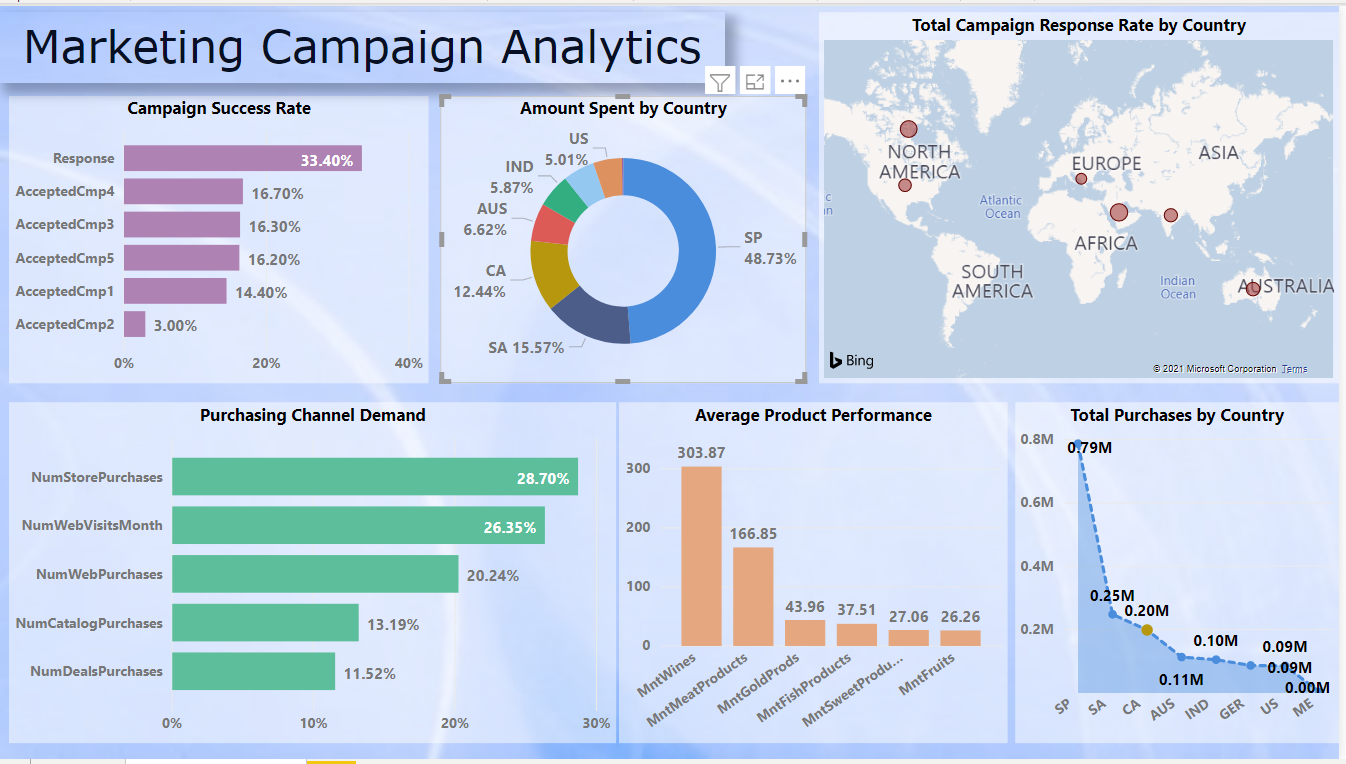 Marketing Campaign Analytics
Campaign Success Rate
Response
33.40%
AcceptedCmp4
16.70%
AcceptedCmp3
16.30%
AcceptedCmp5
16.20%
AcceptedCmp1
14.40%
AcceptedCmp2
3.00%
0%
20%
40%
Amount Spent by Country
US
5.01%
IND
5.87%
AUS
6.62%
CA
12.44%
SA 15.57%
SP
48.73%
Total Campaign Response Rate by Country
NORTH
AMERICA
EUROPE
ASIA
Atlantic
Ocean
AFRICA
SOUTH
AMERICA
Indian
Ocean
AUSTRALIA
Bing
© 2021 Microsoft Corporation Terms
Purchasing Channel Demand
NumStorePurchases
28.70%
NumWebVisitsMonth
26.35%
NumWebPurchases
20.24%
NumCatalogPurchases
13.19%
NumDealsPurchases
11.52%
0%
10%
20%
30%
Average Product Performance
300
200
100
0
303.87
166.85
43.96
37.51
27.06
26.26
MntWines
MntMeatProducts
MntGoldProds
MntFishProducts
MntSweetProdu...
MntFruits
Total Purchases by Country
0.8M
0.6M
0.4M
0.2M
0.79M
0.25M
0.20M
0.11M
0.10M
0.09M
0.09M
0.00M
SP
SA
CA
AUS
IND
GER
US
ME